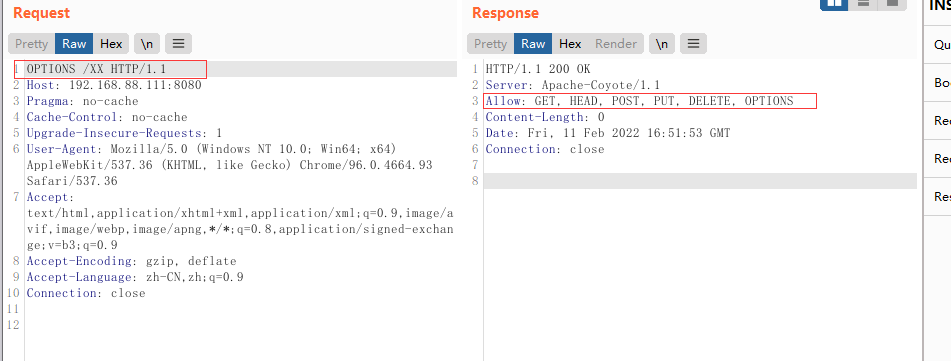 Request
Pretty Raw Hex \n
1 OPTIONS /XX HTTP/1.1
2 Host: 192.168.88.111:8080
3 Pragma: no-cache
4 Cache-Control: no-cache
5 Upgrade-Insecure-Requests: 1
6 User-Agent: Mozilla/5.0 (Windows NT 10.0; Win64; x64)
AppleWebKit/537.36 (KHTML, like Gecko) Chrome/96.0.4664.93
Safari/537.36
7 Accept:
text/html,application/xhtml+xml,application/xml;q=0.9,image/a
vif,image/webp,image/apng,*/*;q=0.8,application/signed-exchan
ge;v=b3;q=0.9
8 Accept-Encoding: gzip, deflate
9 Accept-Language: zh-CN,zh;q=0.9
10 Connection: close
11
12
Response
Pretty Raw Hex Render \n
1 HTTP/1.1 200 OK
2 Server: Apache-Coyote/1.1
3 Allow: GET, HEAD, POST, PUT, DELETE, OPTIONS
4 Content-Length: 0
5 Date: Fri, 11 Feb 2022 16:51:53 GMT
6 Connection: close
7
8
INS
Qu
Bo
Rec
Rec
Res